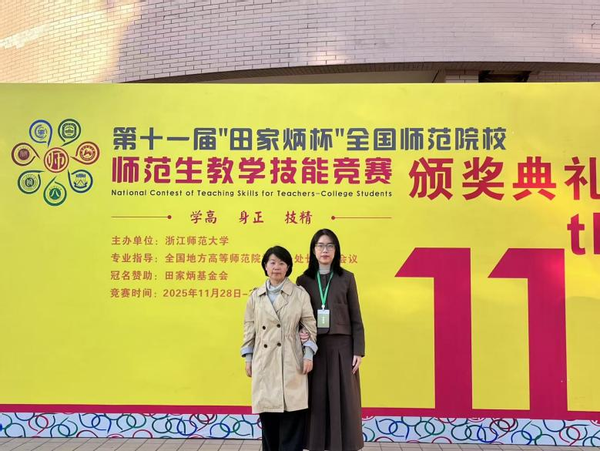 第十一届"田家炳杯"全国师范院校
师范生教学技能竞赛 颁奖典礼
National Contest of Teaching Skills for Teachers-College Students
学高 身正 技精
主办单位：浙江师范大学
专业指导：全国地方高等师范院 处 会议
冠名赞助：田家炳基金会
竞赛时间：2025年11月28日-
11th